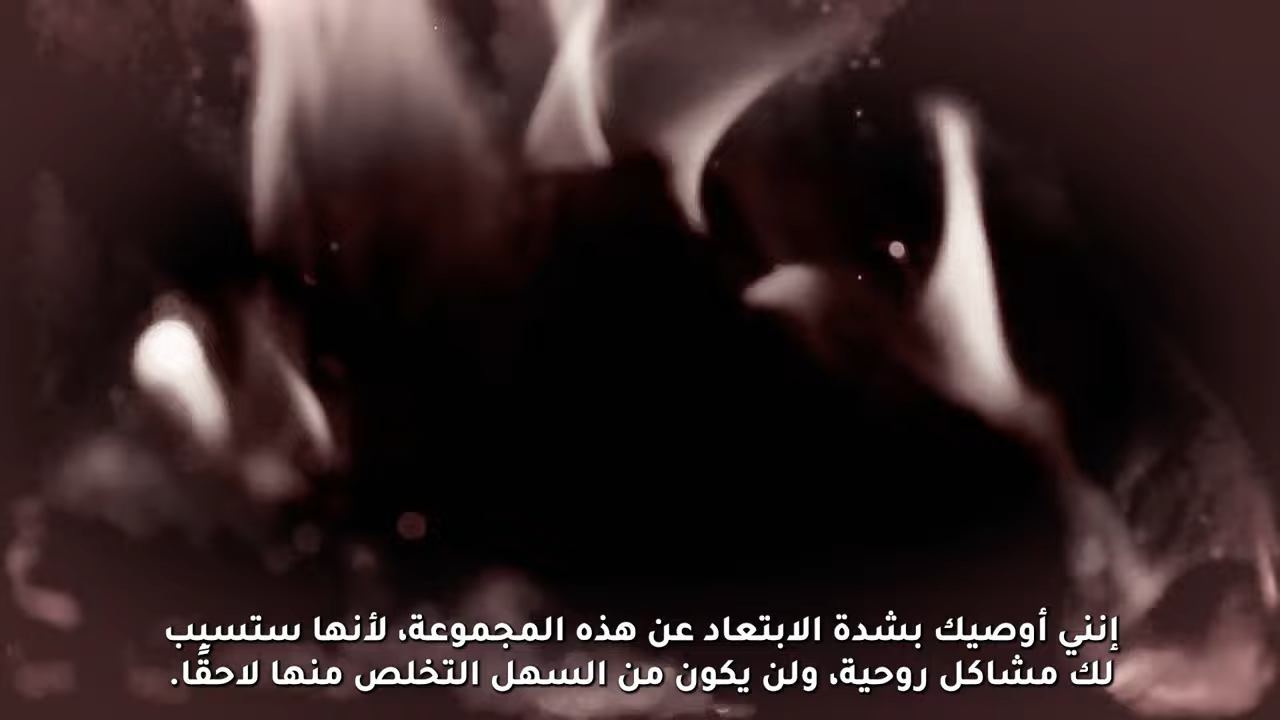 إنني أوصيك بشدة الابتعاد عن هذه المجموعة، لأنها ستسبب
لك مشاكل روحية، ولن يكون من السهل التخلص منها لاحقًا.